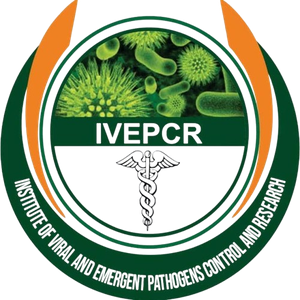 IVEPCR
INSTITUTE OF VIRAL AND EMERGENT PATHOGENS CONTROL AND RESEARCH